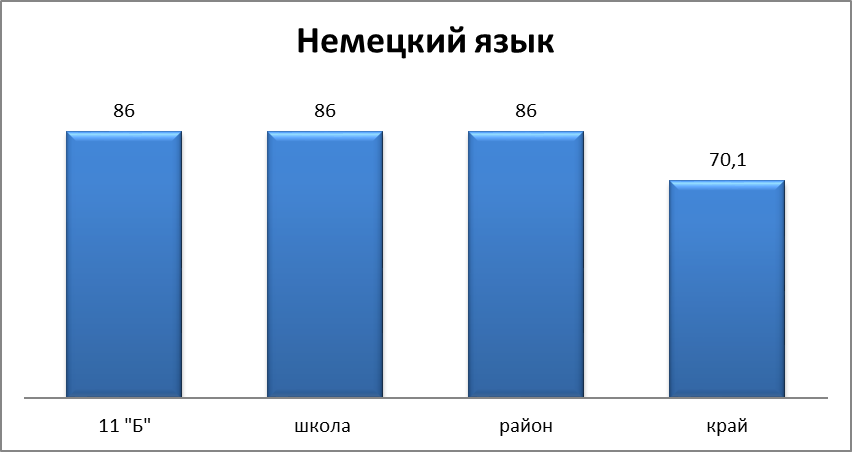 Немецкий язык
86 86 86
70,1
11 "Б" школа район край